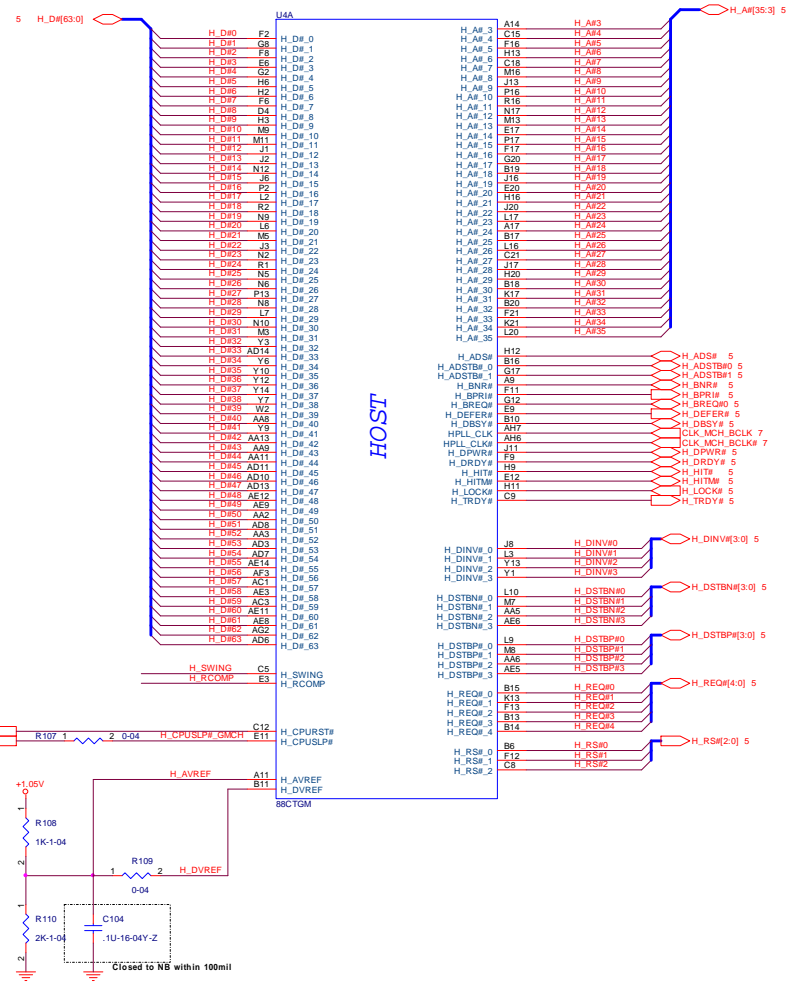 5 H_D#[63:0]
U4A
H_D#0 F2 H_D#_0
H_D#1 G8 H_D#_1
H_D#2 F8 H_D#_2
H_D#3 E6 H_D#_3
H_D#4 G2 H_D#_4
H_D#5 H6 H_D#_5
H_D#6 H2 H_D#_6
H_D#7 F6 H_D#_7
H_D#8 D4 H_D#_8
H_D#9 H3 H_D#_9
H_D#10 M9 H_D#_10
H_D#11 M11 H_D#_11
H_D#12 J1 H_D#_12
H_D#13 J2 H_D#_13
H_D#14 N12 H_D#_14
H_D#15 J6 H_D#_15
H_D#16 P2 H_D#_16
H_D#17 L2 H_D#_17
H_D#18 R2 H_D#_18
H_D#19 N9 H_D#_19
H_D#20 L6 H_D#_20
H_D#21 M5 H_D#_21
H_D#22 J3 H_D#_22
H_D#23 N2 H_D#_23
H_D#24 R1 H_D#_24
H_D#25 N5 H_D#_25
H_D#26 N6 H_D#_26
H_D#27 P13 H_D#_27
H_D#28 N8 H_D#_28
H_D#29 L7 H_D#_29
H_D#30 N10 H_D#_30
H_D#31 M3 H_D#_31
H_D#32 Y3 H_D#_32
H_D#33 AD14 H_D#_33
H_D#34 Y6 H_D#_34
H_D#35 Y10 H_D#_35
H_D#36 Y12 H_D#_36
H_D#37 Y14 H_D#_37
H_D#38 Y7 H_D#_38
H_D#39 W2 H_D#_39
H_D#40 AA8 H_D#_40
H_D#41 Y9 H_D#_41
H_D#42 AA13 H_D#_42
H_D#43 AA9 H_D#_43
H_D#44 AA11 H_D#_44
H_D#45 AD11 H_D#_45
H_D#46 AD10 H_D#_46
H_D#47 AD13 H_D#_47
H_D#48 AE12 H_D#_48
H_D#49 AE9 H_D#_49
H_D#50 AA2 H_D#_50
H_D#51 AD8 H_D#_51
H_D#52 AA3 H_D#_52
H_D#53 AD3 H_D#_53
H_D#54 AD7 H_D#_54
H_D#55 AE14 H_D#_55
H_D#56 AF3 H_D#_56
H_D#57 AC1 H_D#_57
H_D#58 AE3 H_D#_58
H_D#59 AC3 H_D#_59
H_D#60 AE11 H_D#_60
H_D#61 AE8 H_D#_61
H_D#62 AG2 H_D#_62
H_D#63 AD6 H_D#_63
H_SWING C5 H_SWING
H_RCOMP E3 H_RCOMP
C12 H_CPURST#
R107 1 2 0-04 H_CPUSLP#_GMCH E11 H_CPUSLP#
H_AVREF A11 H_AVREF
B11 H_DVREF
88CTGM
HOST
H_A#[35:3] 5
H_A#_3 A14 H_A#3
H_A#_4 C15 H_A#4
H_A#_5 F16 H_A#5
H_A#_6 H13 H_A#6
H_A#_7 C18 H_A#7
H_A#_8 M16 H_A#8
H_A#_9 J13 H_A#9
H_A#_10 P16 H_A#10
H_A#_11 R16 H_A#11
H_A#_12 N17 H_A#12
H_A#_13 M13 H_A#13
H_A#_14 E17 H_A#14
H_A#_15 P17 H_A#15
H_A#_16 F17 H_A#16
H_A#_17 G20 H_A#17
H_A#_18 B19 H_A#18
H_A#_19 J16 H_A#19
H_A#_20 E20 H_A#20
H_A#_21 H16 H_A#21
H_A#_22 J20 H_A#22
H_A#_23 L17 H_A#23
H_A#_24 A17 H_A#24
H_A#_25 B17 H_A#25
H_A#_26 L16 H_A#26
H_A#_27 C21 H_A#27
H_A#_28 J17 H_A#28
H_A#_29 H20 H_A#29
H_A#_30 B18 H_A#30
H_A#_31 K17 H_A#31
H_A#_32 B20 H_A#32
H_A#_33 F21 H_A#33
H_A#_34 K21 H_A#34
H_A#_35 L20 H_A#35
H_ADS# H12 H_ADS# 5
H_ADSTB#_0 B16 H_ADSTB#0 5
H_ADSTB#_1 G17 H_ADSTB#1 5
H_BNR# A9 H_BNR# 5
H_BPRI# F11 H_BPRI# 5
H_BREQ# G12 H_BREQ#0 5
H_DEFER# E9 H_DEFER# 5
H_DBSY# B10 H_DBSY# 5
HPLL_CLK AH7 CLK_MCH_BCLK 7
HPLL_CLK# AH6 CLK_MCH_BCLK# 7
H_DPWR# J11 H_DPWR# 5
H_DRDY# F9 H_DRDY# 5
H_HIT# H9 H_HIT# 5
H_HITM# E12 H_HITM# 5
H_LOCK# H11 H_LOCK# 5
H_TRDY# C9 H_TRDY# 5
H_DINV#[3:0] 5
H_DINV#_0 J8 H_DINV#0
H_DINV#_1 L3 H_DINV#1
H_DINV#_2 Y13 H_DINV#2
H_DINV#_3 Y1 H_DINV#3
H_DSTBN#[3:0] 5
H_DSTBN#_0 L10 H_DSTBN#0
H_DSTBN#_1 M7 H_DSTBN#1
H_DSTBN#_2 AA5 H_DSTBN#2
H_DSTBN#_3 AE6 H_DSTBN#3
H_DSTBP#[3:0] 5
H_DSTBP#_0 L9 H_DSTBP#0
H_DSTBP#_1 M8 H_DSTBP#1
H_DSTBP#_2 AA6 H_DSTBP#2
H_DSTBP#_3 AE5 H_DSTBP#3
H_REQ#[4:0] 5
H_REQ#_0 B15 H_REQ#0
H_REQ#_1 K13 H_REQ#1
H_REQ#_2 F13 H_REQ#2
H_REQ#_3 B13 H_REQ#3
H_REQ#_4 B14 H_REQ#4
H_RS#[2:0] 5
H_RS#_0 B6 H_RS#0
H_RS#_1 F12 H_RS#1
H_RS#_2 C8 H_RS#2
+1.05V
1
R108
1K-1-04
2
R109
1 2 H_DVREF
0-04
1
R110
2K-1-04
2
C104
.1U-16-04Y-Z
Closed to NB within 100mil